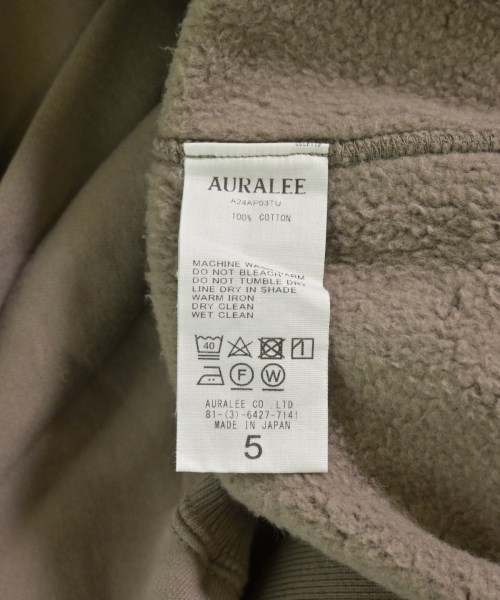 AURALEE
A24AP03TU
100% COTTON
MACHINE
DO NOT BLEACH
DO NOT TUMBLE DRY
LINE DRY IN SHADE
WARM IRON
DRY CLEAN
WET CLEAN
40
F W
AURALEE CO.,LTD
81-(3)-6427-7141
MADE IN JAPAN
5